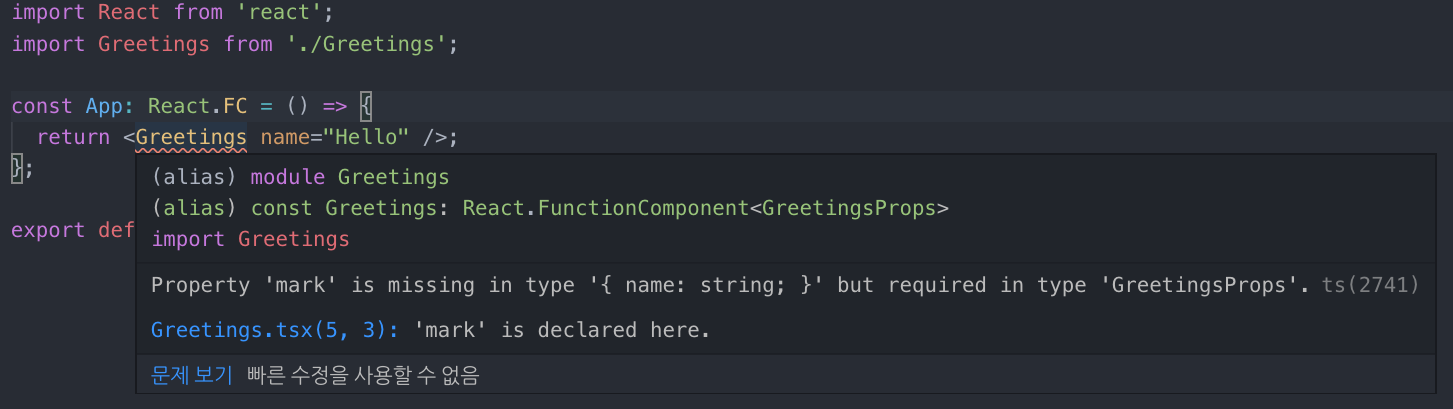 import React from 'react';
import Greetings from './Greetings';
const App: React.FC = () => {
return <Greetings name="Hello" />;
};
(alias) module Greetings
(alias) const Greetings: React.FunctionComponent<GreetingsProps>
import Greetings
export def
Property 'mark' is missing in type '{ name: string; }' but required in type 'GreetingsProps'. ts(2741)
Greetings.tsx(5, 3): 'mark' is declared here.
문제 보기 빠른 수정을 사용할 수 없음